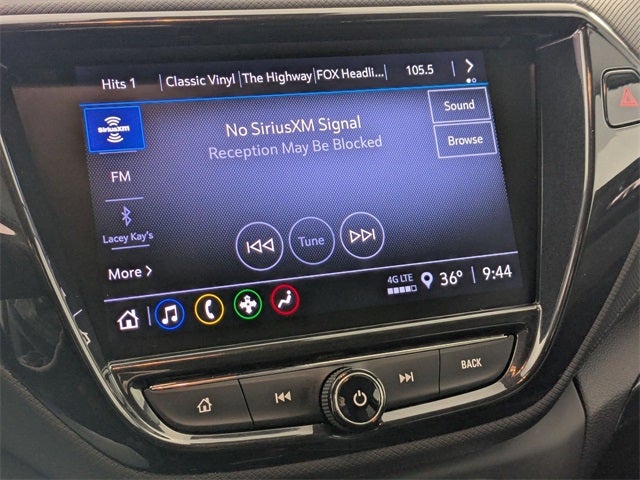 Hits 1 Classic Vinyl The Highway FOX Headli... 105.5
SiriusXM
No SiriusXM Signal
Reception May Be Blocked
Sound
Browse
FM
Lacey Kay's
Tune
More
4G LTE
36° 9:44
BACK